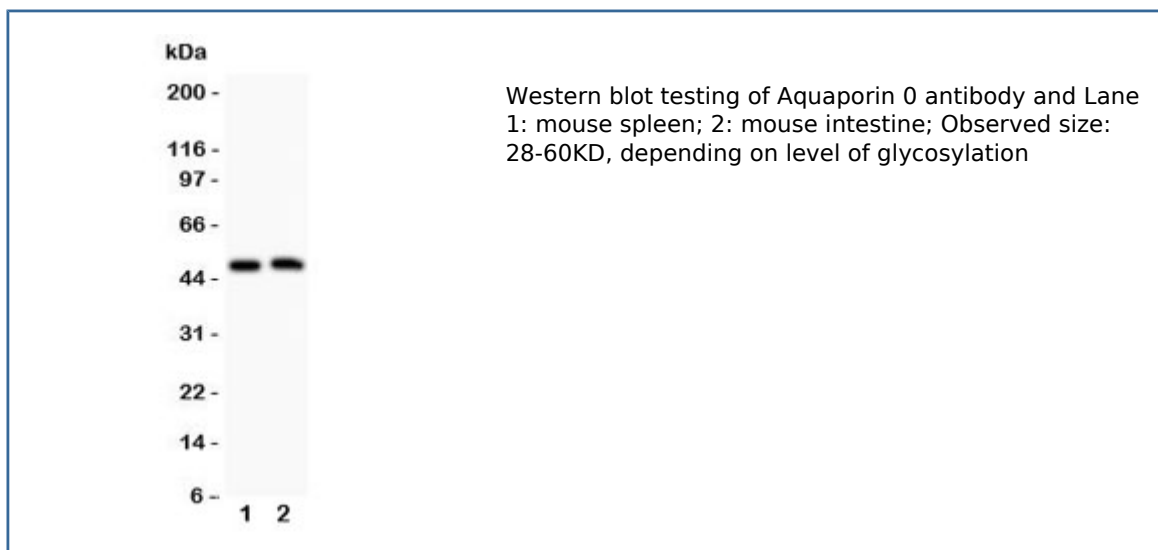 kDa
200 -
116 -
97 -
66 -
44 -
31 -
22 -
14 -
6 -
1 2
Western blot testing of Aquaporin 0 antibody and Lane
1: mouse spleen; 2: mouse intestine; Observed size:
28-60KD, depending on level of glycosylation